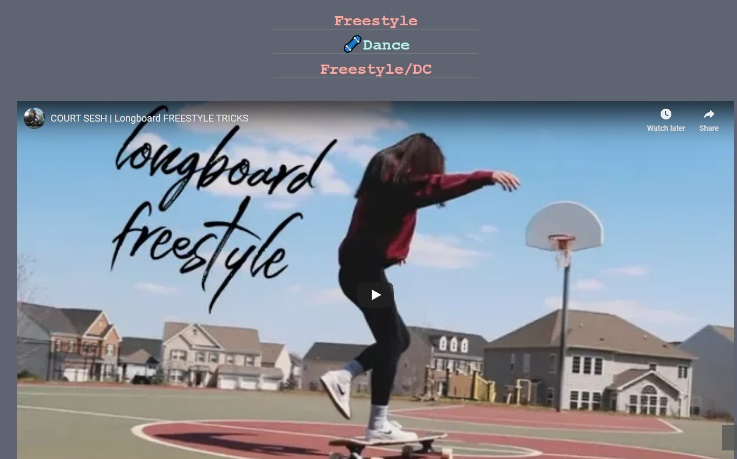 Freestyle
Dance
Freestyle/DC
COURT SESH | Longboard FREESTYLE TRICKS
Watch later
Share
longboard
freestyle